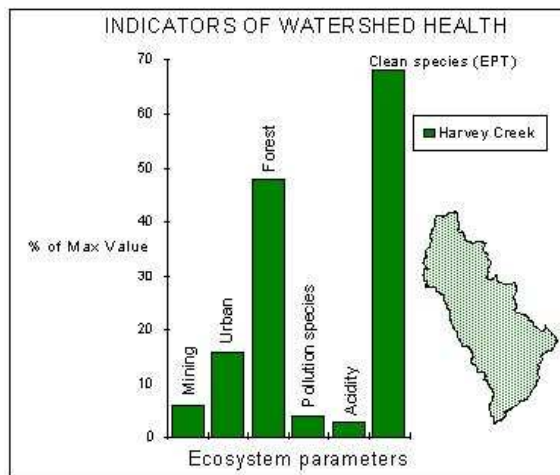 INDICATORS OF WATERSHED HEALTH
70
60
50
40
30
20
10
0
% of Max Value
Mining
Urban
Forest
Pollution species
Acidity
Clean species (EPT)
Harvey Creek
Ecosystem parameters